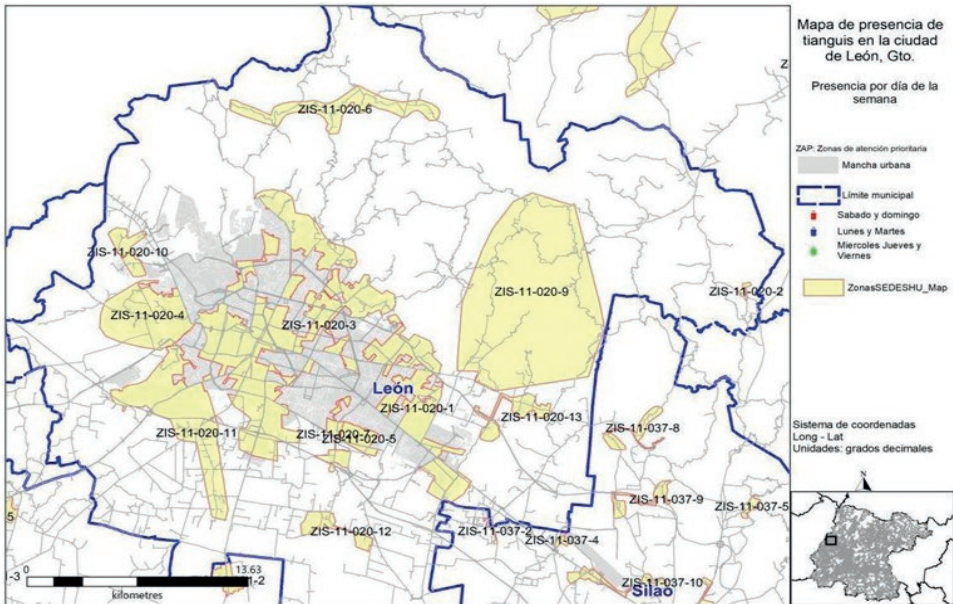 Mapa de presencia de
tianguis en la ciudad
de León, Gto.
Presencia por día de la
semana
ZAP: Zonas de atención prioritaria
Mancha urbana
Límite municipal
Sabado y domingo
Lunes y Martes
Miercoles Jueves y
Viernes
ZonasSEDESHU_Map
Sistema de coordenadas
Long - Lat
Unidades: grados decimales
N
Z
ZIS-11-020-6
ZIS-11-020-10
ZIS-11-020-9
ZIS-11-020-2
ZIS-11-020-4
ZIS-11-020-3
León
ZIS-11-020-1
ZIS-11-020-13
ZIS-11-037-8
ZIS-11-020-11
ZIS-11-020-7
ZIS-11-020-5
ZIS-11-037-9
ZIS-11-037-5
5
ZIS-11-020-12
ZIS-11-037-2
ZIS-11-037-4
-3
0
13.63
1-2
kilometres
ZIS-11-037-10
Silao